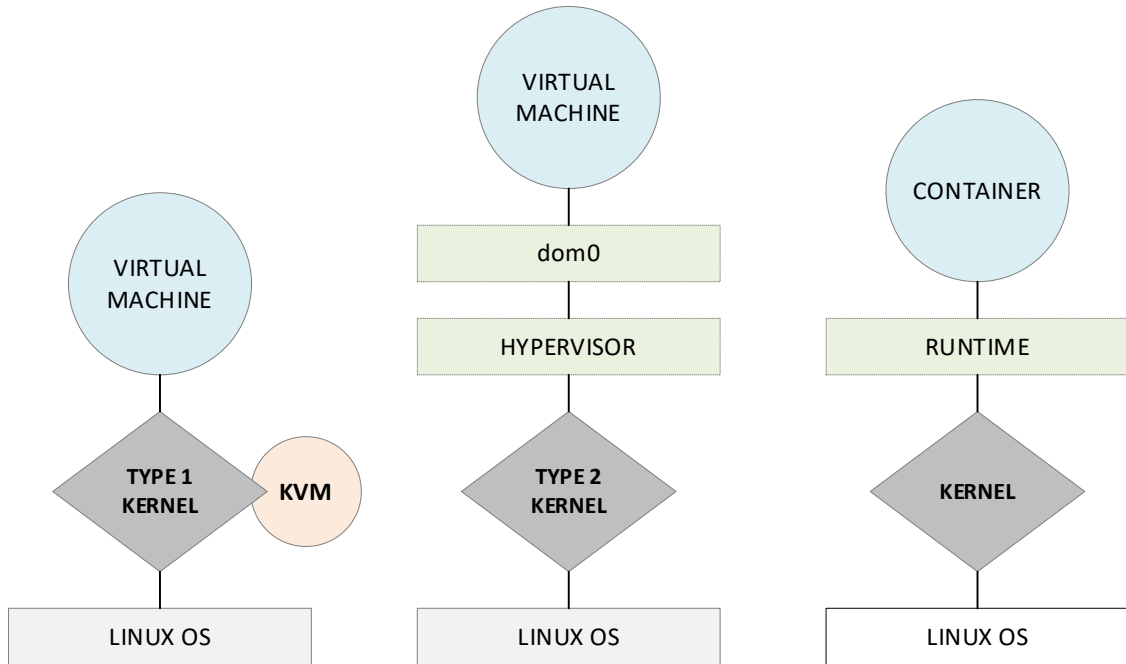 VIRTUAL
MACHINE
TYPE 1
KERNEL
KVM
LINUX OS
VIRTUAL
MACHINE
dom0
HYPERVISOR
TYPE 2
KERNEL
LINUX OS
CONTAINER
RUNTIME
KERNEL
LINUX OS